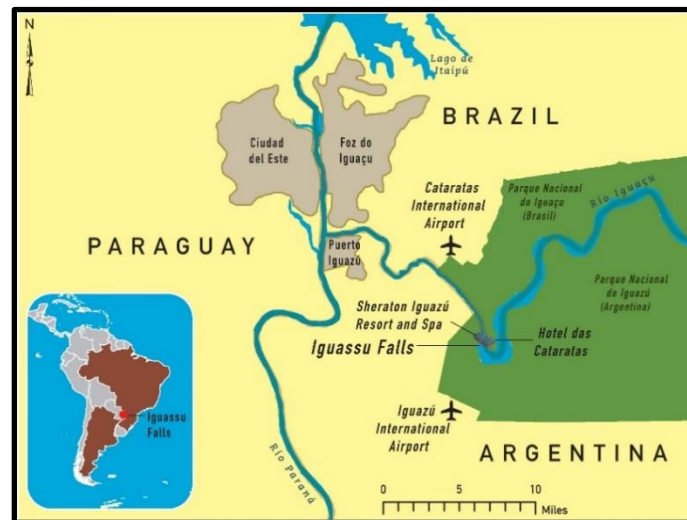 N
Lago de
Itaipú
BRAZIL
Ciudad
del Este
Foz do
Iguaçu
Cataratas
International
Airport
Parque Nacional
do Iguaçu
(Brasil)
Río Iguaçu
PARAGUAY
Puerto
Iguazú
Parque Nacional
de Iguazú
(Argentina)
Sheraton Iguazú
Resort and Spa
Iguassu Falls
Hotel das
Cataratas
Iguazú
International
Airport
ARGENTINA
Iguassu
Falls
Río Paraná
0 5 10
Miles